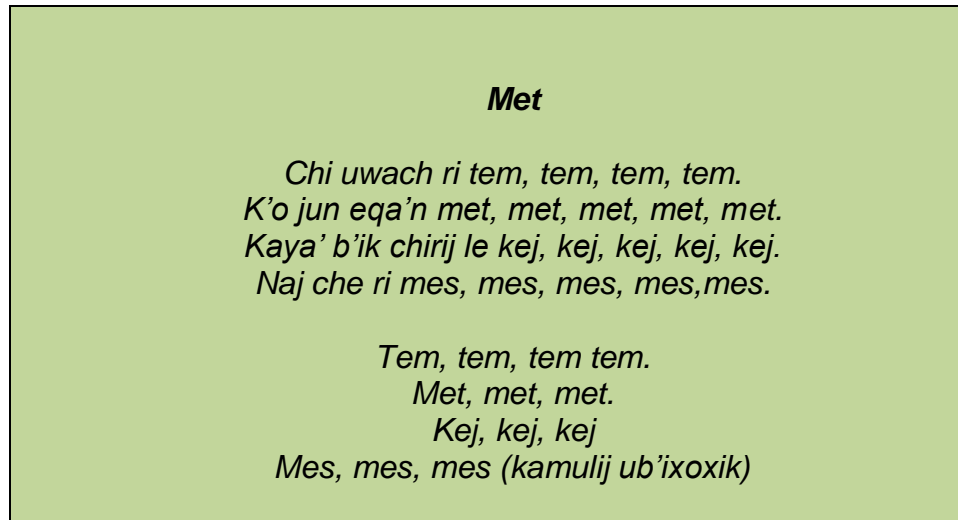 Met
Chi uwach ri tem, tem, tem, tem.
K’o jun eqa’n met, met, met, met, met.
Kaya’ b’ik chirij le kej, kej, kej, kej, kej.
Naj che ri mes, mes, mes, mes,mes.
Tem, tem, tem tem.
Met, met, met.
Kej, kej, kej
Mes, mes, mes (kamulij ub’ixoxik)